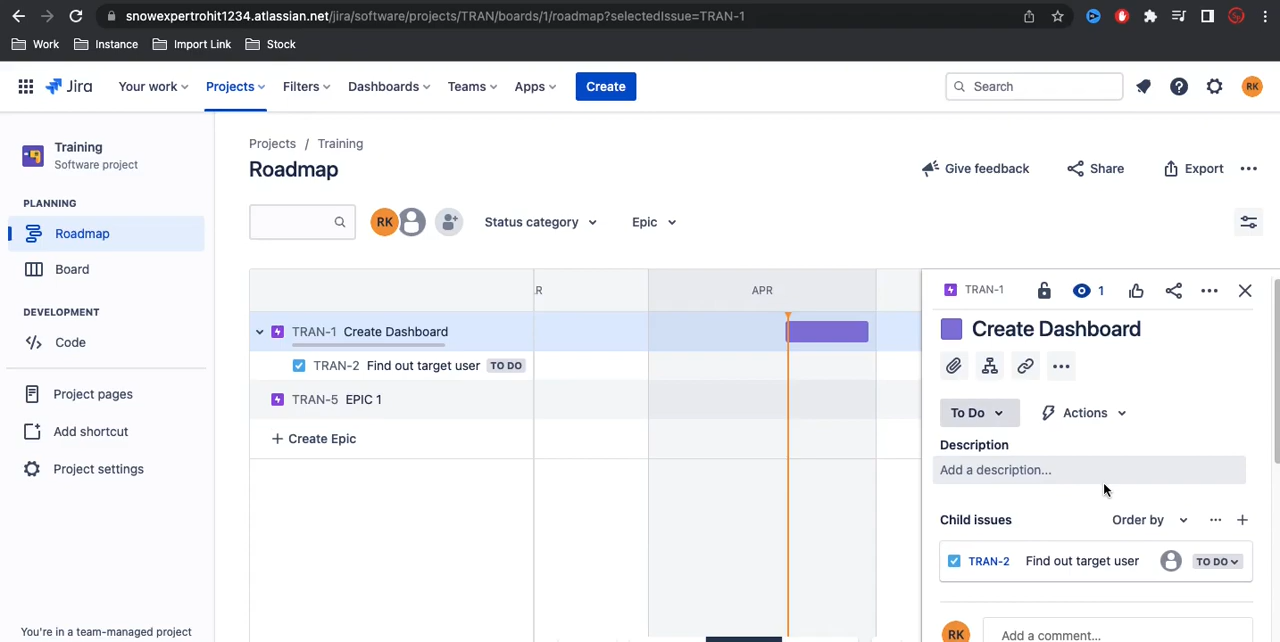 snowexpertrohit1234.atlassian.net/jira/software/projects/TRAN/boards/1/roadmap?selectedIssue=TRAN-1
Work Instance Import Link Stock
Jira Your work Projects Filters Dashboards Teams Apps Create Search RK
Training
Software project
PLANNING
Roadmap
Board
DEVELOPMENT
Code
Project pages
Add shortcut
Project settings
You're in a team-managed project
Projects / Training
Roadmap
Give feedback Share Export
RK Status category Epic
APR
TRAN-1 Create Dashboard
TRAN-2 Find out target user TO DO
TRAN-5 EPIC 1
+ Create Epic
TRAN-1 1
Create Dashboard
To Do Actions
Description
Add a description...
Child issues Order by
TRAN-2 Find out target user TO DO
RK Add a comment...